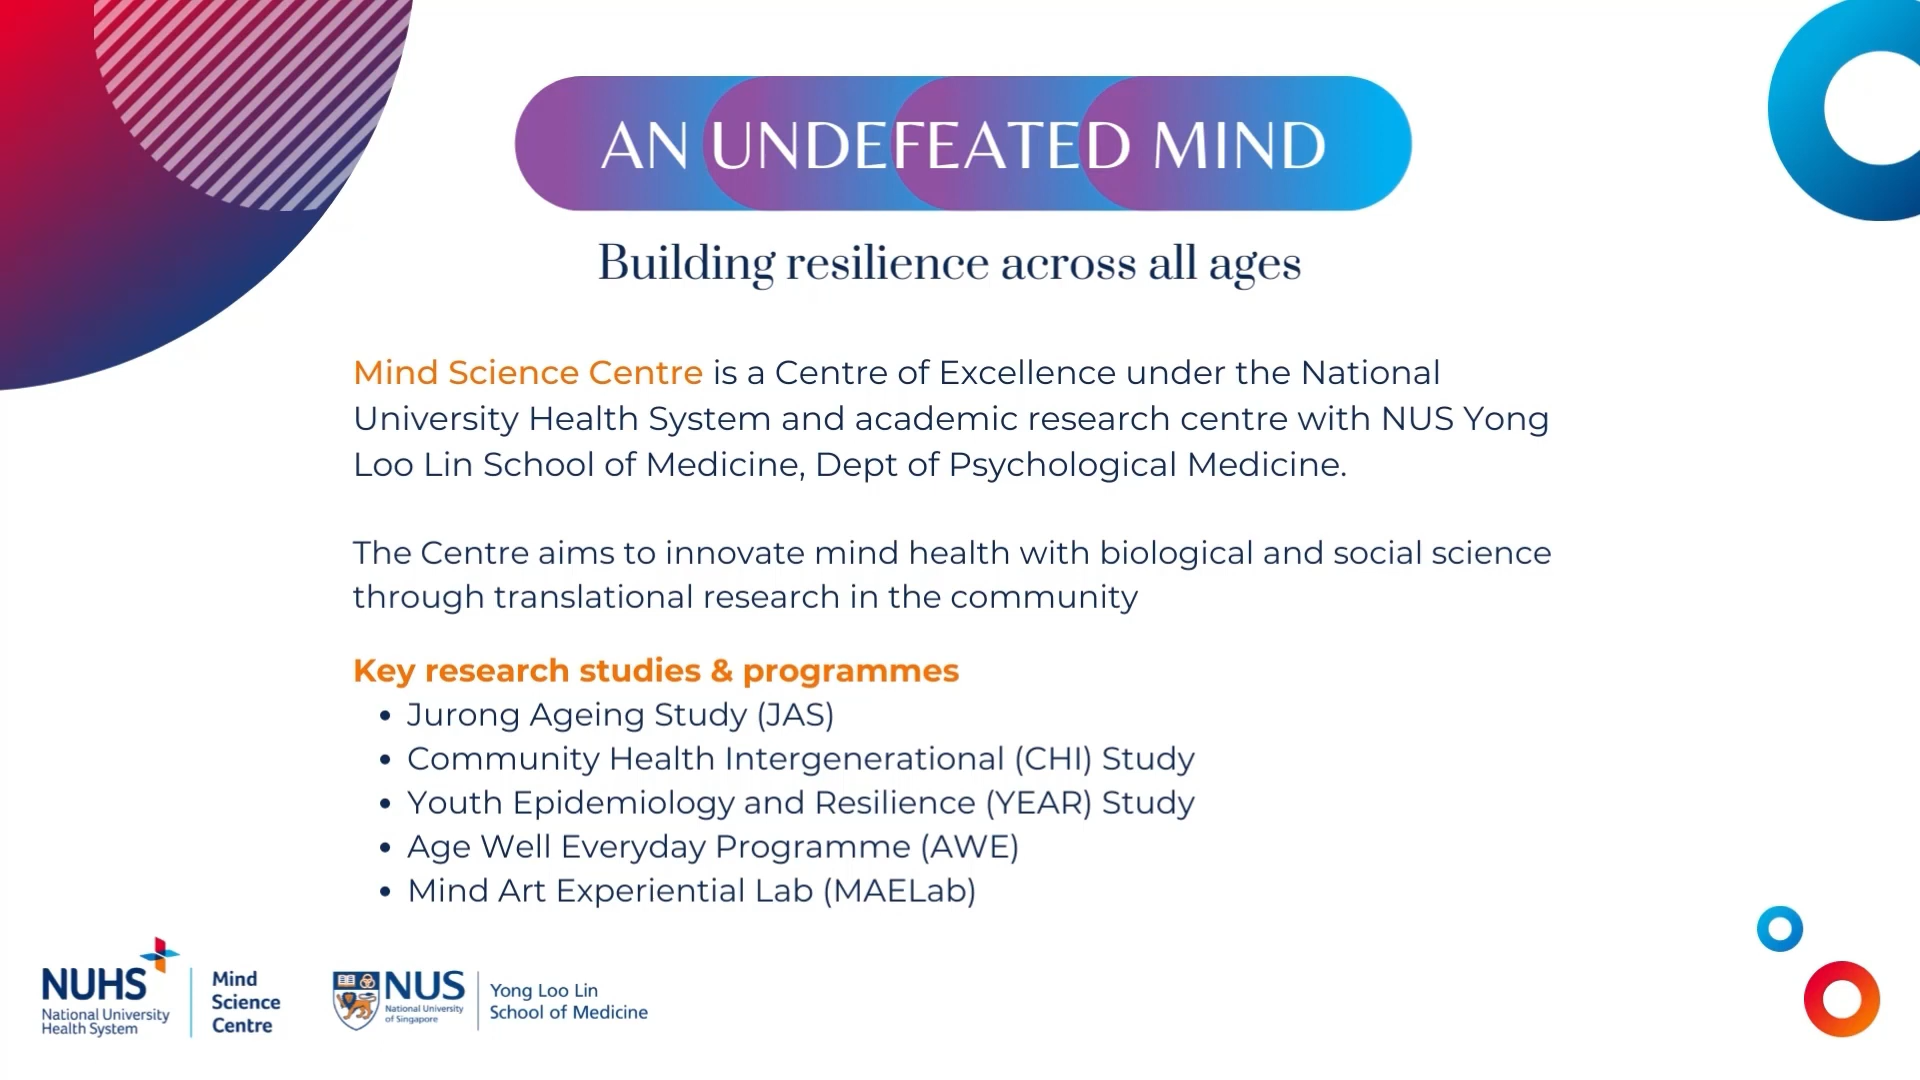 AN UNDEFEATED MIND
Building resilience across all ages
Mind Science Centre is a Centre of Excellence under the National
University Health System and academic research centre with NUS Yong
Loo Lin School of Medicine, Dept of Psychological Medicine.
The Centre aims to innovate mind health with biological and social science
through translational research in the community
Key research studies & programmes
• Jurong Ageing Study (JAS)
• Community Health Intergenerational (CHI) Study
• Youth Epidemiology and Resilience (YEAR) Study
• Age Well Everyday Programme (AWE)
• Mind Art Experiential Lab (MAELab)
NUHS
National University
Health System
Mind
Science
Centre
NUS
National University
of Singapore
Yong Loo Lin
School of Medicine